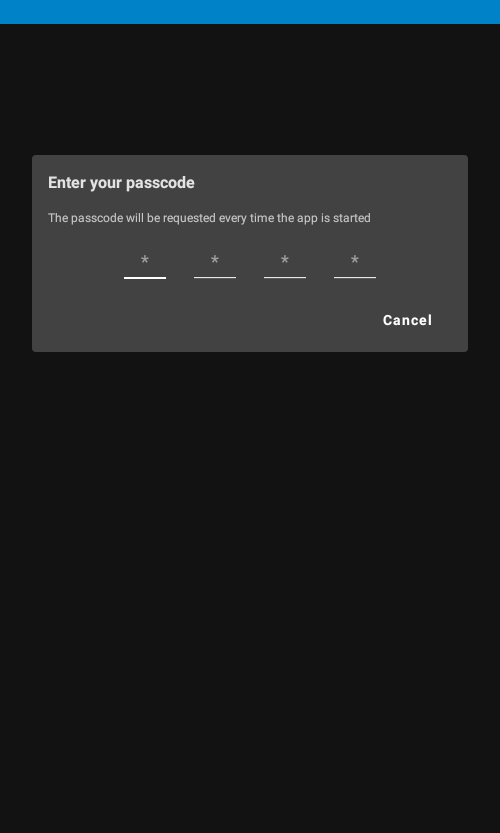 Enter your passcode
The passcode will be requested every time the app is started
* * * *
Cancel